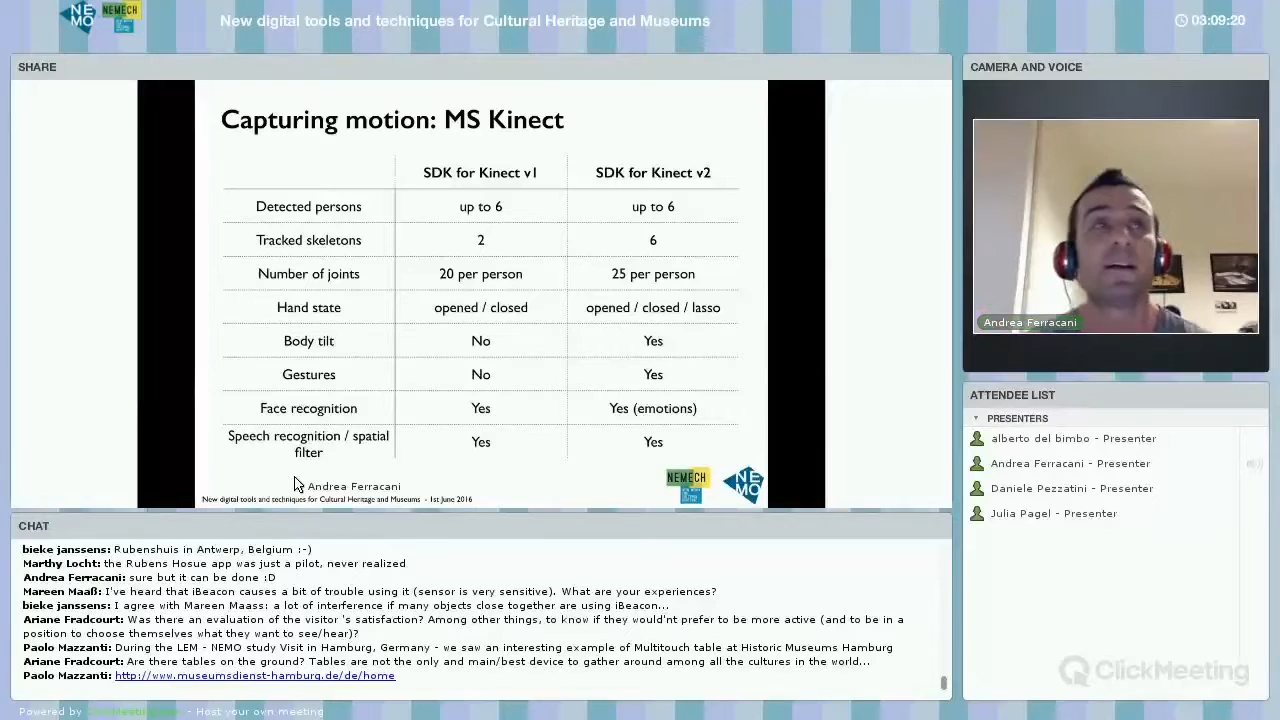 NE
MO
NEMECH
New digital tools and techniques for Cultural Heritage and Museums
03:09:20
SHARE
Capturing motion: MS Kinect
SDK for Kinect v1 SDK for Kinect v2
Detected persons up to 6 up to 6
Tracked skeletons 2 6
Number of joints 20 per person 25 per person
Hand state opened / closed opened / closed / lasso
Body tilt No Yes
Gestures No Yes
Face recognition Yes Yes (emotions)
Speech recognition / spatial filter Yes Yes
Andrea Ferracani
New digital tools and techniques for Cultural Heritage and Museums - 1st June 2016
NEMECH
NE
MO
CAMERA AND VOICE
Andrea Ferracani
ATTENDEE LIST
PRESENTERS
alberto del bimbo - Presenter
Andrea Ferracani - Presenter
Daniele Pezzatini - Presenter
Julia Pagel - Presenter
CHAT
bieke janssens: Rubenshuis in Antwerp, Belgium :-)
Marthy Locht: the Rubens Hosue app was just a pilot, never realized
Andrea Ferracani: sure but it can be done :D
Mareen Maaß: I've heard that iBeacon causes a bit of trouble using it (sensor is very sensitive). What are your experiences?
bieke janssens: I agree with Mareen Maass: a lot of interference if many objects close together are using iBeacon...
Ariane Fradcourt: Was there an evaluation of the visitor 's satisfaction? Among other things, to know if they would'nt prefer to be more active (and to be in a
position to choose themselves what they want to see/hear)?
Paolo Mazzanti: During the LEM - NEMO study Visit in Hamburg, Germany - we saw an interesting example of Multitouch table at Historic Museums Hamburg
Ariane Fradcourt: Are there tables on the ground? Tables are not the only and main/best device to gather around among all the cultures in the world...
Paolo Mazzanti: http://www.museumsdienst-hamburg.de/de/home
ClickMeeting
Powered by - Host your own meeting